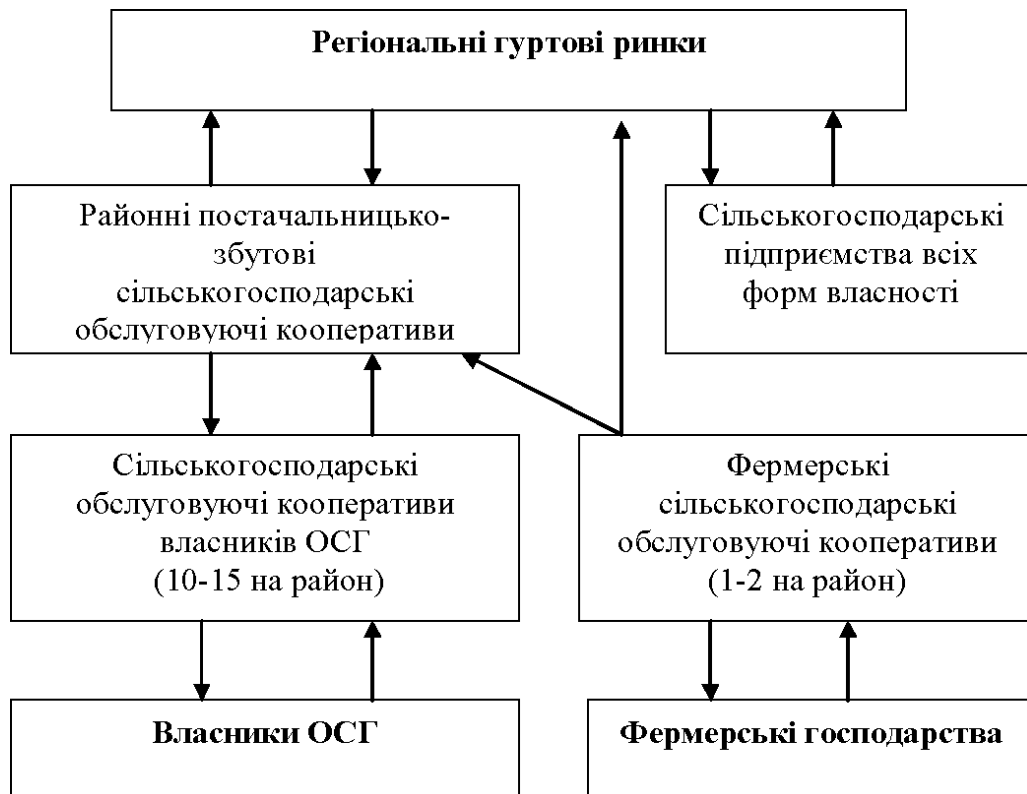 Регіональні гуртові ринки
Районні постачальницько-
збутові
сільськогосподарські
обслуговуючі кооперативи
Сільськогосподарські
підприємства всіх
форм власності
Сільськогосподарські
обслуговуючі кооперативи
власників ОСГ
(10-15 на район)
Фермерські
сільськогосподарські
обслуговуючі кооперативи
(1-2 на район)
Власники ОСГ
Фермерські господарства